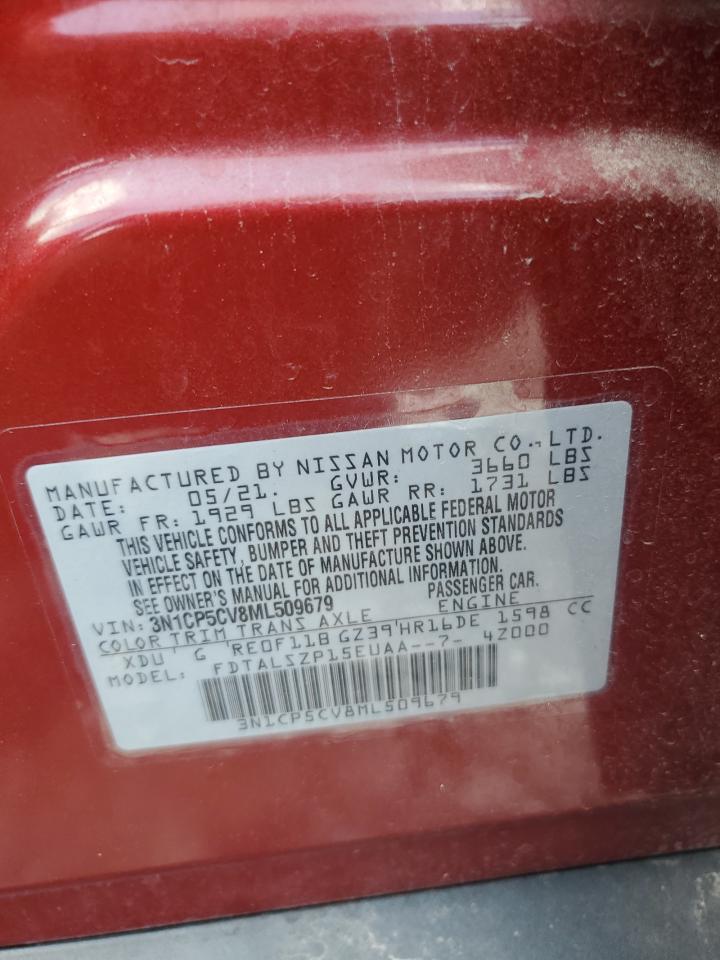 MANUFACTURED BY NISSAN MOTOR CO., LTD.
DATE: 05/21. GVWR: 3660 LBS
GAWR FR: 1929 LBS GAWR RR: 1731 LBS
THIS VEHICLE CONFORMS TO ALL APPLICABLE FEDERAL MOTOR
VEHICLE SAFETY, BUMPER AND THEFT PREVENTION STANDARDS
IN EFFECT ON THE DATE OF MANUFACTURE SHOWN ABOVE.
SEE OWNER'S MANUAL FOR ADDITIONAL INFORMATION.
VIN: 3N1CP5CV8ML509679 PASSENGER CAR.
COLOR TRIM TRANS AXLE ENGINE
XDU G RE0F11B GZ39 HR16DE 1598 CC
MODEL: FDTALSZP15EUAA--7- 4Z000
3N1CP5CV8ML509679